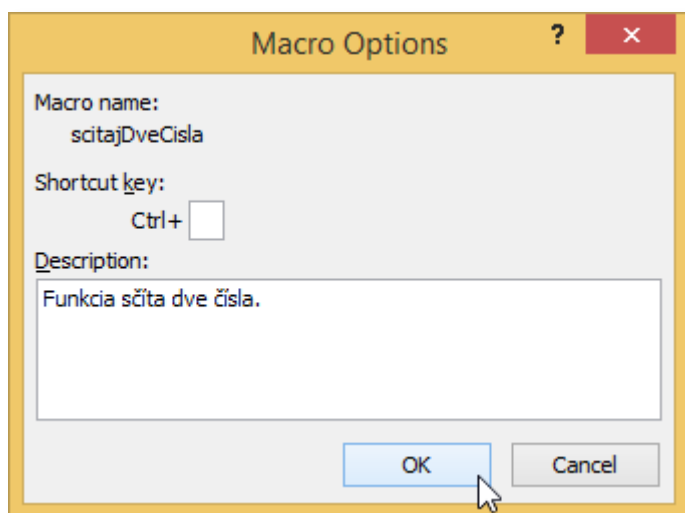 Macro Options ? ×
Macro name:
scitajDveCisla
Shortcut key:
Ctrl+
Description:
Funkcia sčíta dve čísla.
OK Cancel